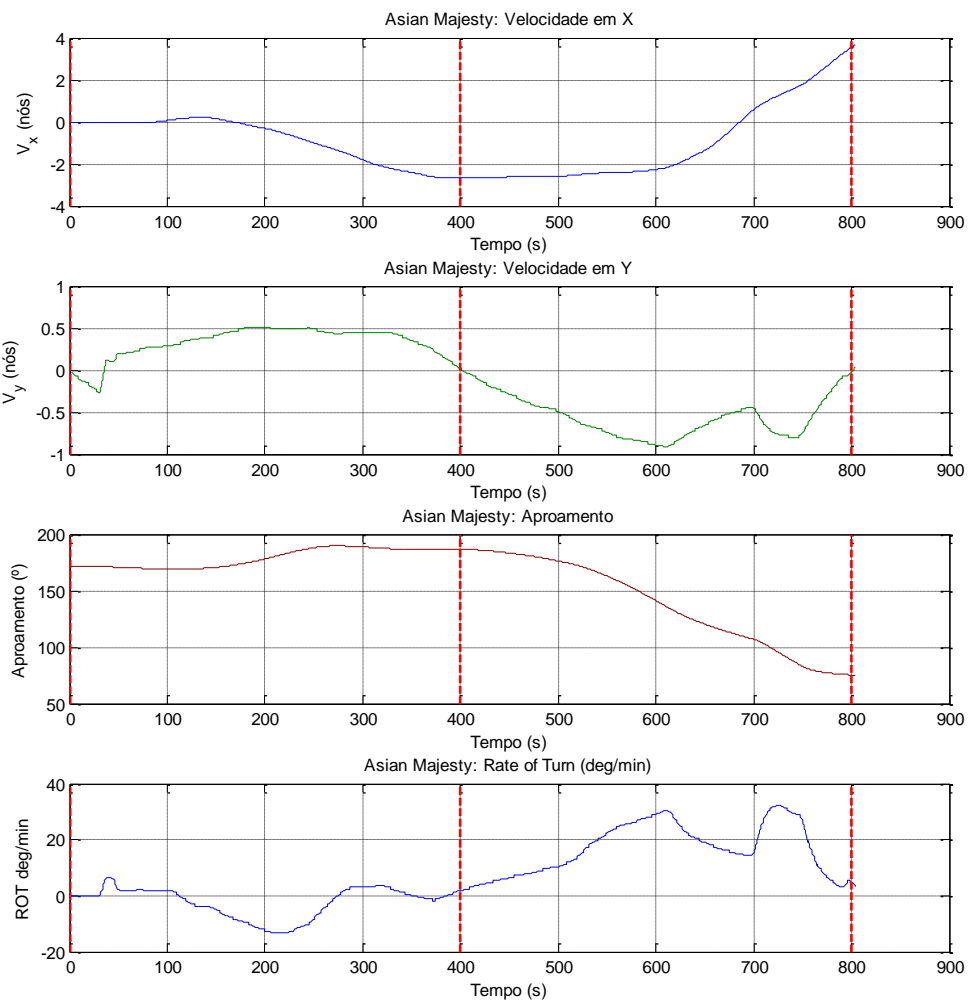 Asian Majesty: Velocidade em X
4
2
0
-2
-4
V_x (nós)
0 100 200 300 400 500 600 700 800 900
Tempo (s)
Asian Majesty: Velocidade em Y
1
0.5
0
-0.5
-1
V_y (nós)
0 100 200 300 400 500 600 700 800 900
Tempo (s)
Asian Majesty: Aproamento
200
150
100
50
Aproamento (º)
0 100 200 300 400 500 600 700 800 900
Tempo (s)
Asian Majesty: Rate of Turn (deg/min)
40
20
0
-20
ROT deg/min
0 100 200 300 400 500 600 700 800 900
Tempo (s)